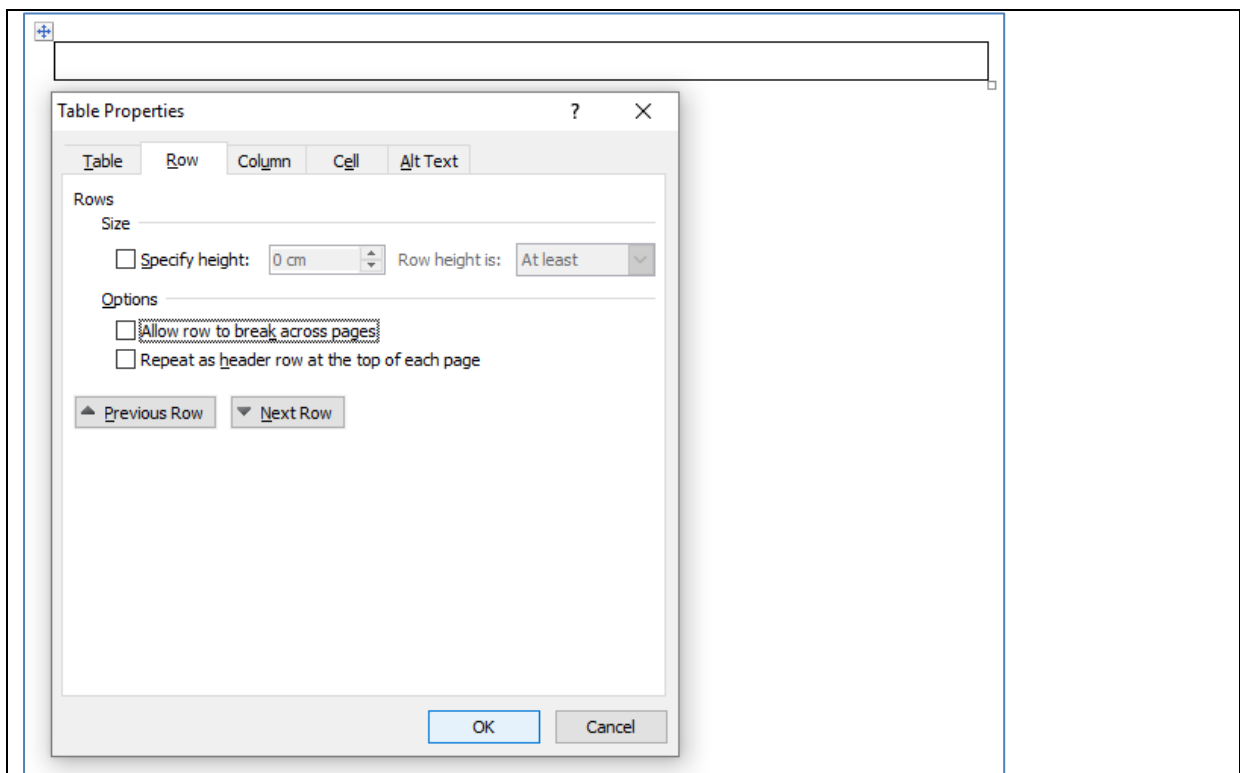 Table Properties ? X
Table Row Column Cell Alt Text
Rows
Size
Specify height: 0 cm Row height is: At least
Options
Allow row to break across pages
Repeat as header row at the top of each page
Previous Row Next Row
OK Cancel